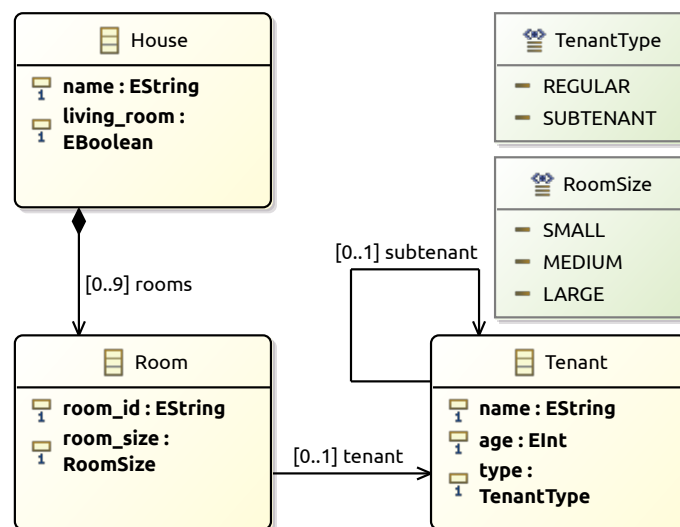 House
name : EString
living_room :
EBoolean
TenantType
REGULAR
SUBTENANT
RoomSize
SMALL
MEDIUM
LARGE
[0..1] subtenant
[0..9] rooms
Room
room_id : EString
room_size :
RoomSize
[0..1] tenant
Tenant
name : EString
age : EInt
type :
TenantType